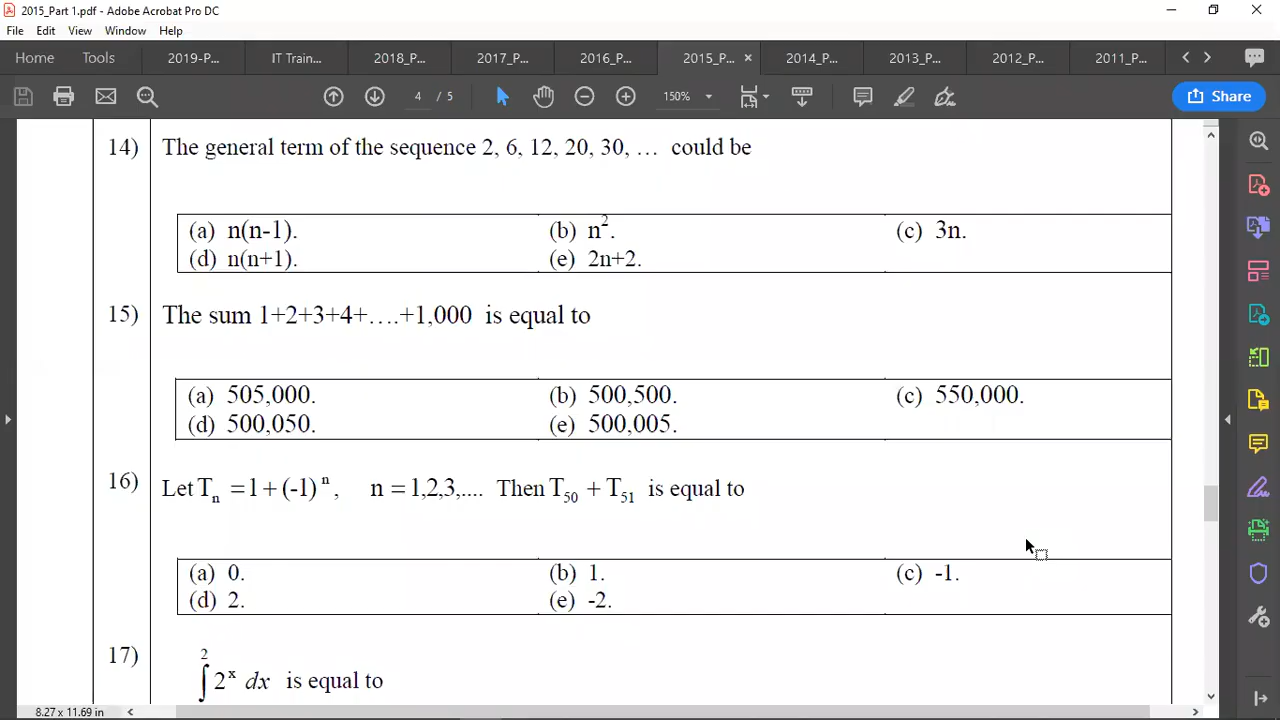 2015_Part 1.pdf - Adobe Acrobat Pro DC
File Edit View Window Help
Home Tools 2019-P... IT Train... 2018_P... 2017_P... 2016_P... 2015_P... × 2014_P... 2013_P... 2012_P... 2011_P...
4 / 5 150% Share
14) The general term of the sequence 2, 6, 12, 20, 30, … could be
(a) n(n-1). (b) n². (c) 3n.
(d) n(n+1). (e) 2n+2.
15) The sum 1+2+3+4+….+1,000 is equal to
(a) 505,000. (b) 500,500. (c) 550,000.
(d) 500,050. (e) 500,005.
16) Let Tₙ = 1 + (-1)ⁿ, n = 1,2,3,.... Then T₅₀ + T₅₁ is equal to
(a) 0. (b) 1. (c) -1.
(d) 2. (e) -2.
17) ∫² 2ˣ dx is equal to
8.27 x 11.69 in